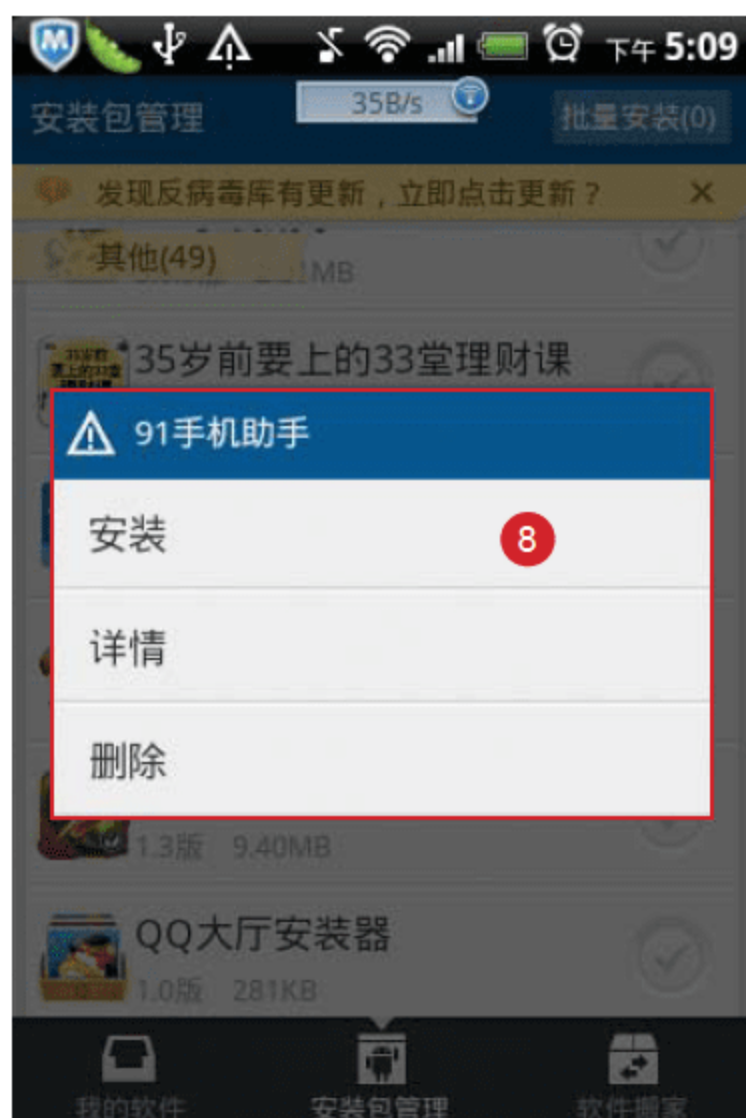 下午 5:09
安装包管理
35B/s
批量安装(0)
发现反病毒库有更新，立即点击更新？
其他(49)
35岁前要上的33堂理财课
91手机助手
安装
8
详情
删除
1.3版 9.40MB
QQ大厅安装器
1.0版 281KB
我的软件
安装包管理
软件搬家